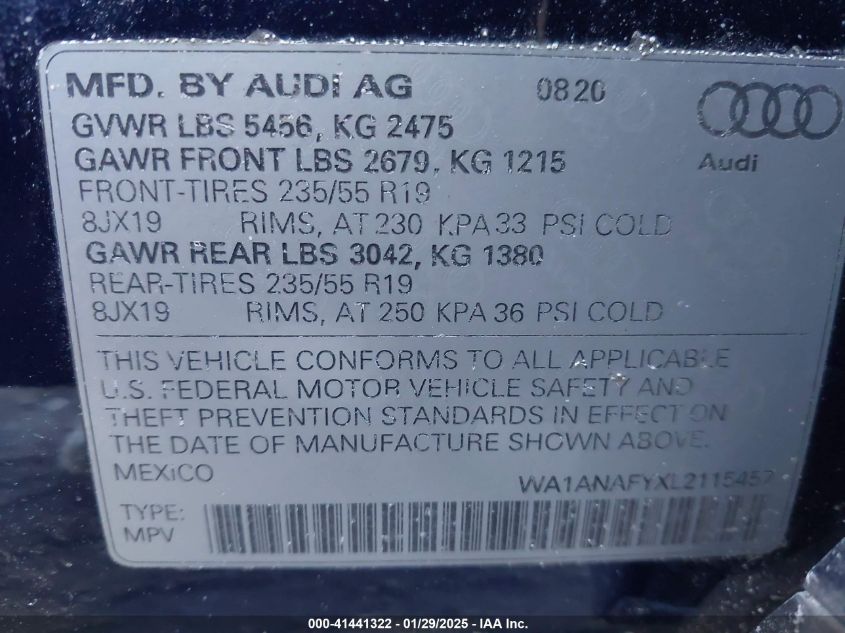 MFD. BY AUDI AG 0820
GVWR LBS 5456, KG 2475
GAWR FRONT LBS 2679, KG 1215 Audi
FRONT-TIRES 235/55 R19
8JX19 RIMS, AT 230 KPA 33 PSI COLD
GAWR REAR LBS 3042, KG 1380
REAR-TIRES 235/55 R19
8JX19 RIMS, AT 250 KPA 36 PSI COLD
THIS VEHICLE CONFORMS TO ALL APPLICABLE
U.S. FEDERAL MOTOR VEHICLE SAFETY AND
THEFT PREVENTION STANDARDS IN EFFECT ON
THE DATE OF MANUFACTURE SHOWN ABOVE.
MEXICO WA1ANAFYXL2115457
TYPE:
MPV
000-41441322 - 01/29/2025 - IAA Inc.